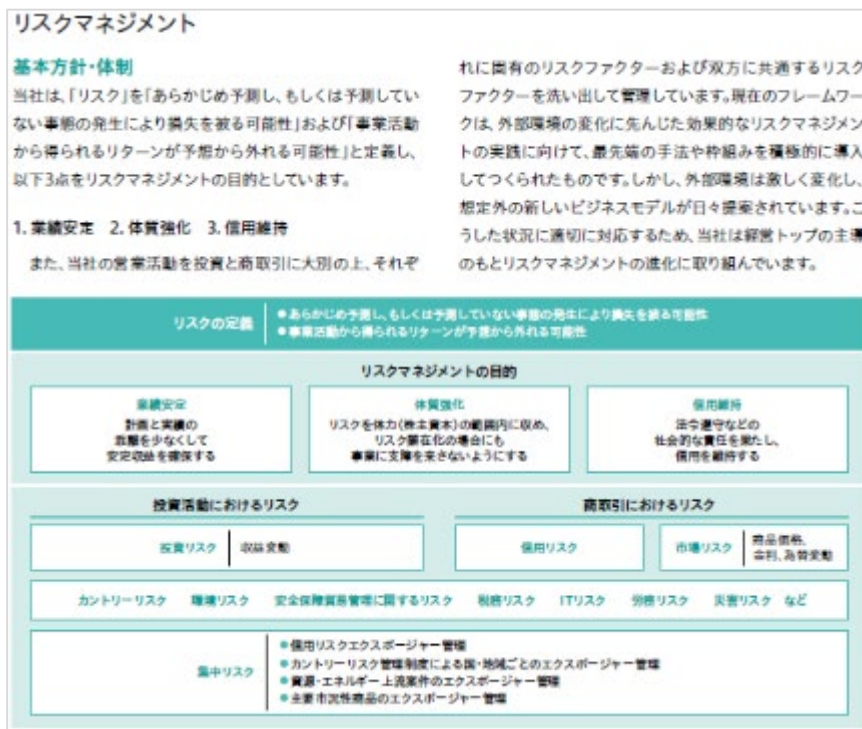 リスクマネジメント
基本方針・体制
当社は、「リスク」を「あらかじめ予測し、もしくは予測してい
ない事態の発生により損失を被る可能性」および「事業活動
から得られるリターンが予想から外れる可能性」と定義し、
以下3点をリスクマネジメントの目的としています。
1. 業績安定 2. 体質強化 3. 信用維持
また、当社の営業活動を投資と商取引に大別の上、それぞ
れに固有のリスクファクターおよび双方に共通するリスク
ファクターを洗い出して管理しています。現在のフレームワー
クは、外部環境の変化に先んじた効果的なリスクマネジメン
トの実践に向けて、最先端の手法や枠組みを積極的に導入
してつくられたものです。しかし、外部環境は激しく変化し、
想定外の新しいビジネスモデルが日々提案されています。こ
うした状況に適切に対応するため、当社は経営トップの主導
のもとリスクマネジメントの進化に取り組んでいます。
リスクの定義
●あらかじめ予測し、もしくは予測していない事態の発生により損失を被る可能性
●事業活動から得られるリターンが予想から外れる可能性
リスクマネジメントの目的
業績安定
計画と実績の
乖離を少なくして
安定収益を確保する
体質強化
リスクを体力(株主資本)の範囲内に収め、
リスク顕在化の場合にも
事業に支障を来さないようにする
信用維持
法令遵守などの
社会的な責任を果たし、
信用を維持する
投資活動におけるリスク
商取引におけるリスク
投資リスク 収益変動
信用リスク
市場リスク
商品価格、
金利、為替変動
カントリーリスク 環境リスク 安全保障貿易管理に関するリスク 税務リスク ITリスク 労務リスク 災害リスク など
集中リスク
●信用リスクエクスポージャー管理
●カントリーリスク管理制度による国・地域ごとのエクスポージャー管理
●資源・エネルギー上流案件のエクスポージャー管理
●主要市況性商品のエクスポージャー管理